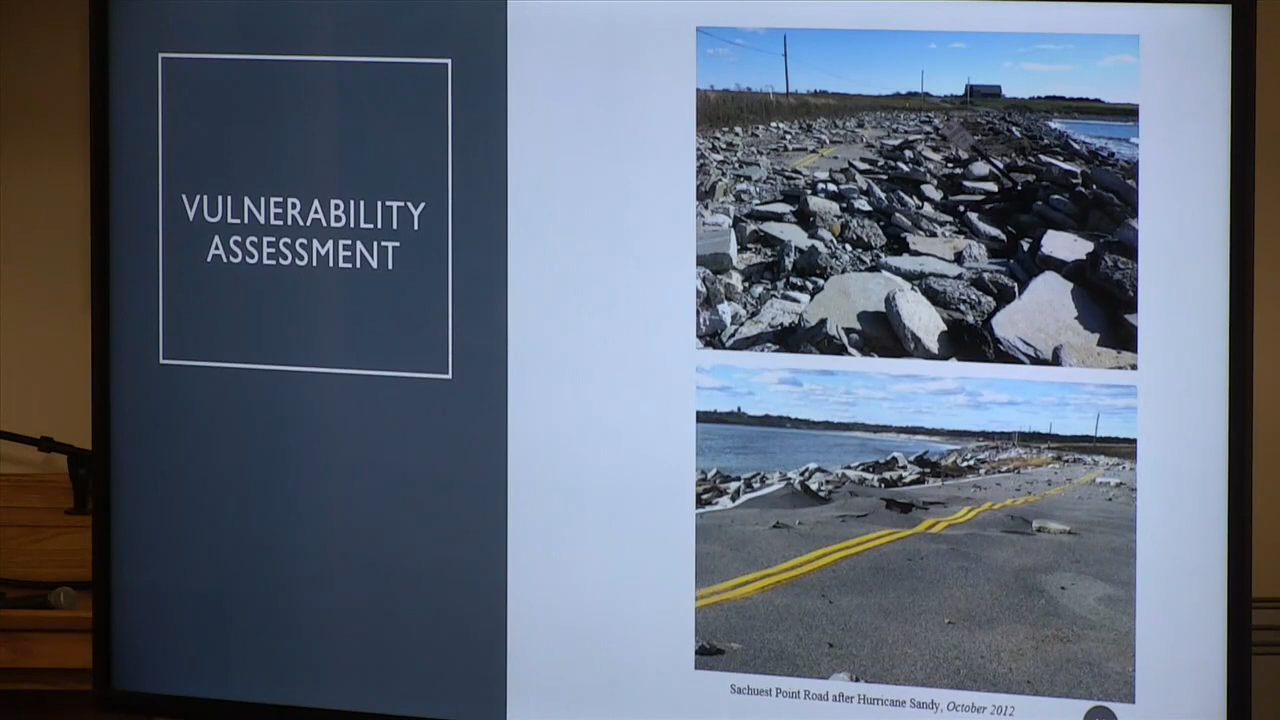 VULNERABILITY
ASSESSMENT
Sachuest Point Road after Hurricane Sandy, October 2012